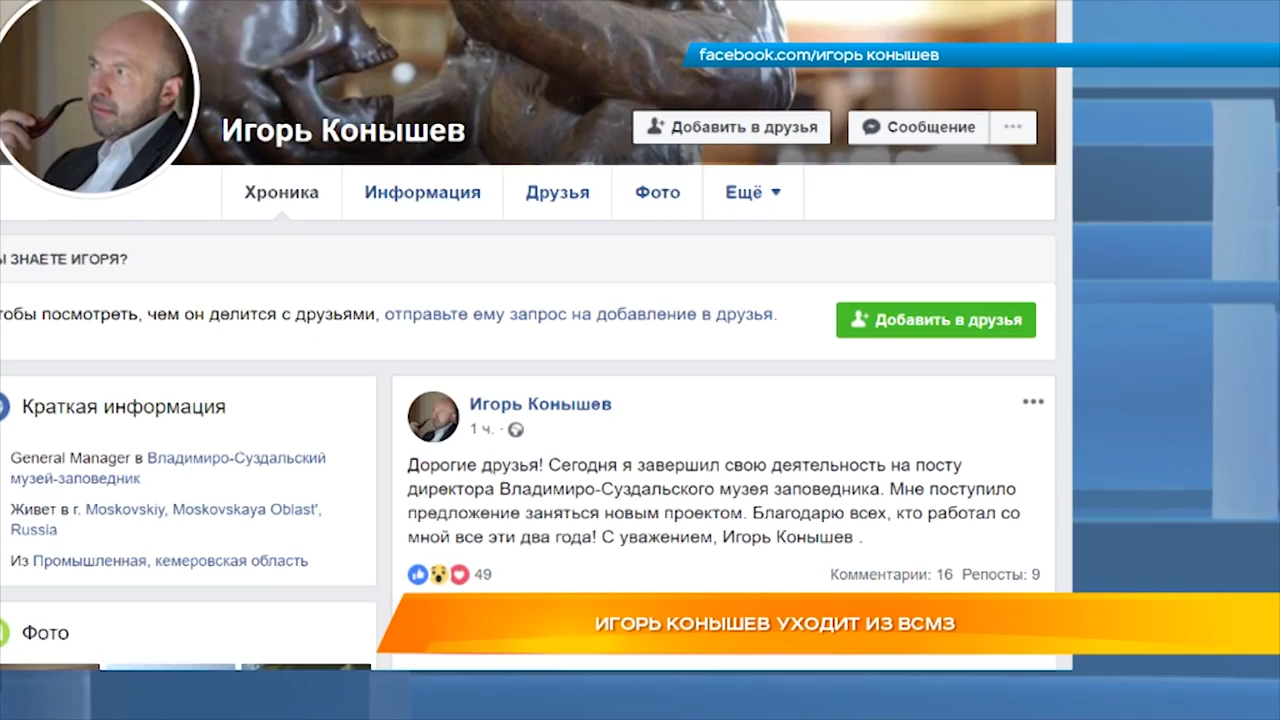 facebook.com/игорь конышев
Игорь Конышев
Добавить в друзья
Сообщение
Хроника
Информация
Друзья
Фото
Ещё
Ы ЗНАЕТЕ ИГОРЯ?
тобы посмотреть, чем он делится с друзьями, отправьте ему запрос на добавление в друзья.
Добавить в друзья
Краткая информация
General Manager в Владимиро-Суздальский
музей-заповедник
Живет в г. Moskovskiy, Moskovskaya Oblast',
Russia
Из Промышленная, кемеровская область
Фото
Игорь Конышев
1 ч. ·
Дорогие друзья! Сегодня я завершил свою деятельность на посту
директора Владимиро-Суздальского музея заповедника. Мне поступило
предложение заняться новым проектом. Благодарю всех, кто работал со
мной все эти два года! С уважением, Игорь Конышев .
49
Комментарии: 16 Репосты: 9
ИГОРЬ КОНЫШЕВ УХОДИТ ИЗ ВСМЗ